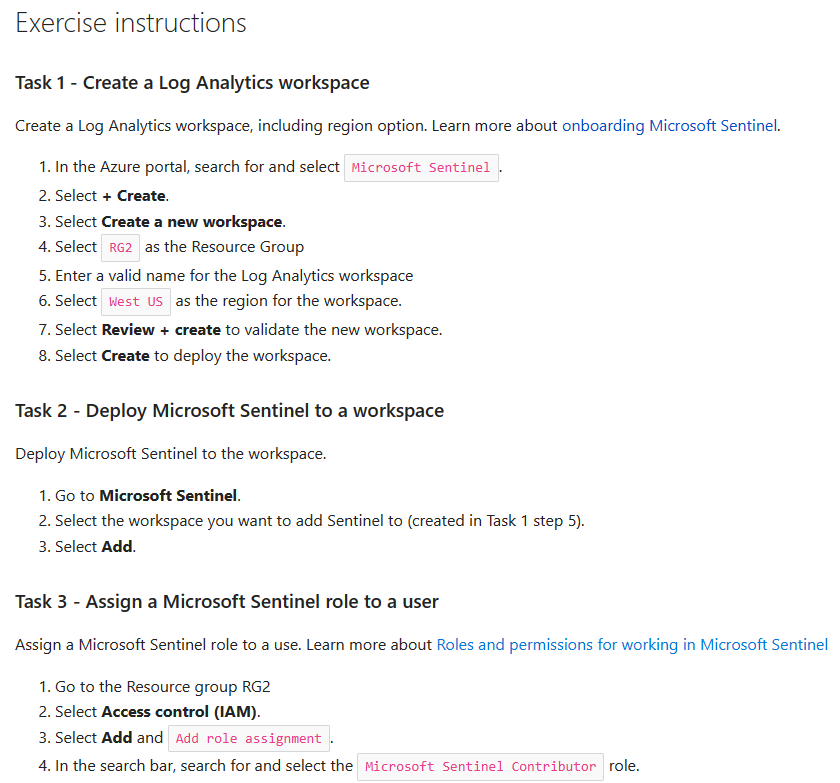 Exercise instructions
Task 1 - Create a Log Analytics workspace
Create a Log Analytics workspace, including region option. Learn more about onboarding Microsoft Sentinel.
1. In the Azure portal, search for and select Microsoft Sentinel.
2. Select + Create.
3. Select Create a new workspace.
4. Select RG2 as the Resource Group
5. Enter a valid name for the Log Analytics workspace
6. Select West US as the region for the workspace.
7. Select Review + create to validate the new workspace.
8. Select Create to deploy the workspace.
Task 2 - Deploy Microsoft Sentinel to a workspace
Deploy Microsoft Sentinel to the workspace.
1. Go to Microsoft Sentinel.
2. Select the workspace you want to add Sentinel to (created in Task 1 step 5).
3. Select Add.
Task 3 - Assign a Microsoft Sentinel role to a user
Assign a Microsoft Sentinel role to a use. Learn more about Roles and permissions for working in Microsoft Sentinel
1. Go to the Resource group RG2
2. Select Access control (IAM).
3. Select Add and Add role assignment.
4. In the search bar, search for and select the Microsoft Sentinel Contributor role.